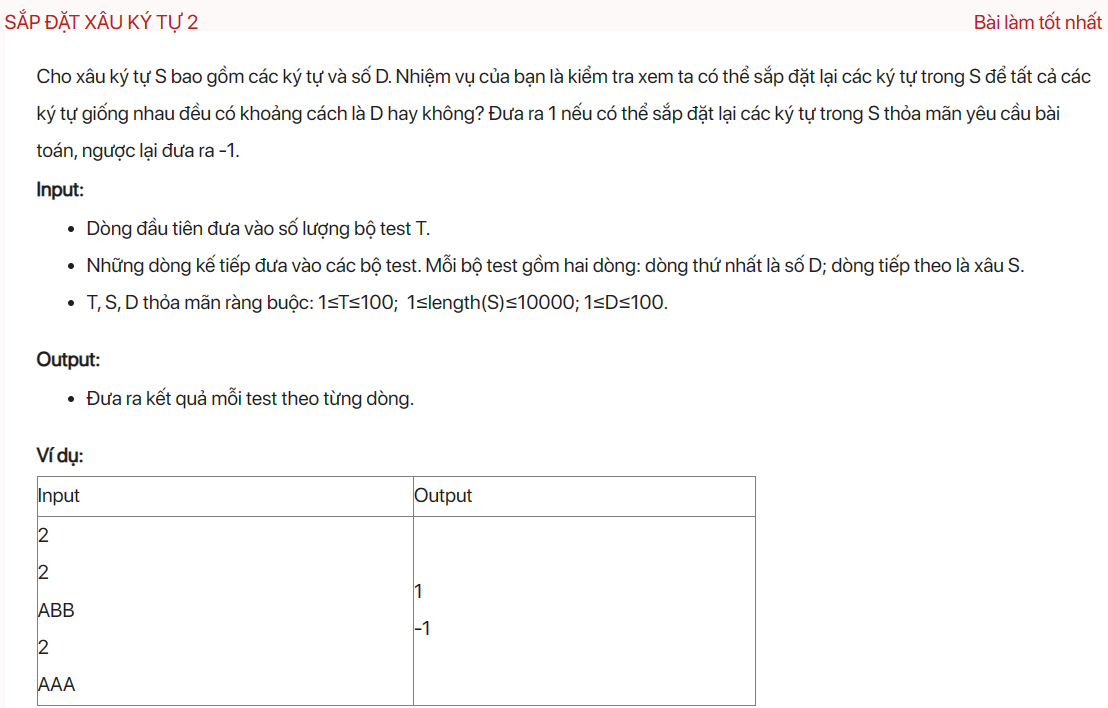 SẮP ĐẶT XÂU KÝ TỰ 2
Bài làm tốt nhất
Cho xâu ký tự S bao gồm các ký tự và số D. Nhiệm vụ của bạn là kiểm tra xem ta có thể sắp đặt lại các ký tự trong S để tất cả các
ký tự giống nhau đều có khoảng cách là D hay không? Đưa ra 1 nếu có thể sắp đặt lại các ký tự trong S thỏa mãn yêu cầu bài
toán, ngược lại đưa ra -1.
Input:
• Dòng đầu tiên đưa vào số lượng bộ test T.
• Những dòng kế tiếp đưa vào các bộ test. Mỗi bộ test gồm hai dòng: dòng thứ nhất là số D; dòng tiếp theo là xâu S.
• T, S, D thỏa mãn ràng buộc: 1≤T≤100; 1≤length(S)≤10000; 1≤D≤100.
Output:
• Đưa ra kết quả mỗi test theo từng dòng.
Ví dụ:
Input
Output
2
2
ABB
2
AAA
1
-1